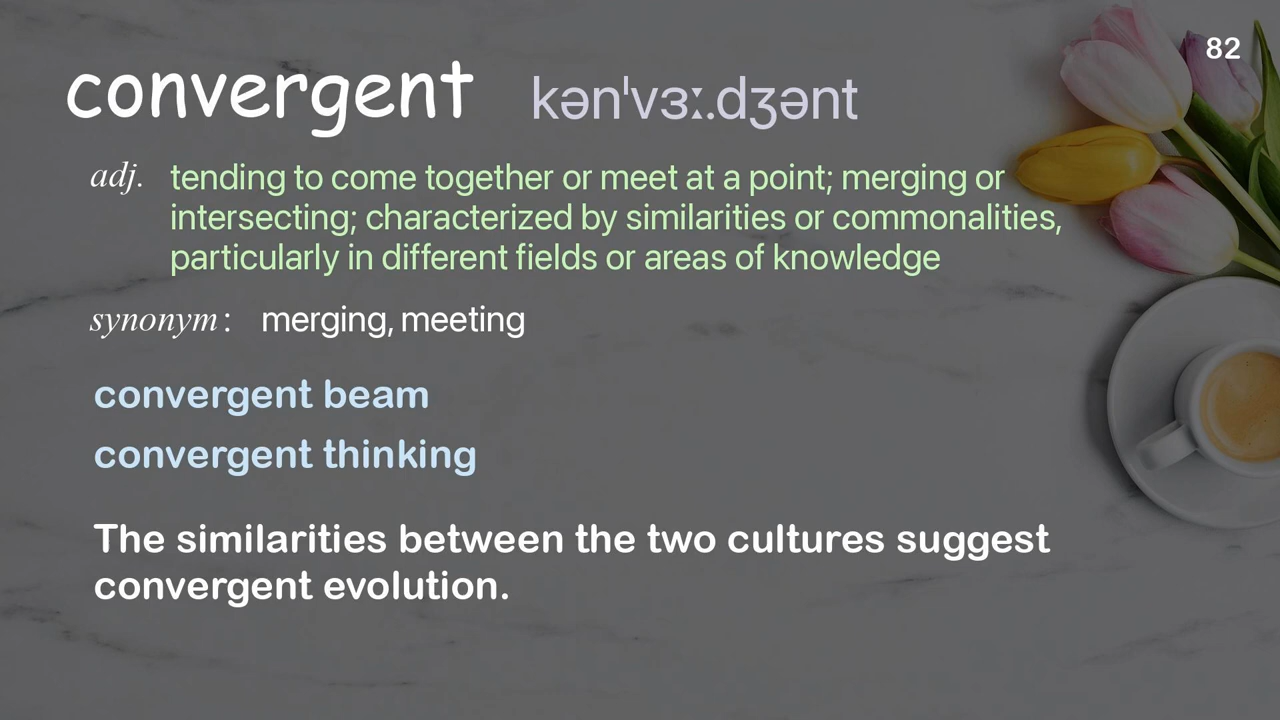 82
convergent kənˈvɜː.dʒənt
adj. tending to come together or meet at a point; merging or
intersecting; characterized by similarities or commonalities,
particularly in different fields or areas of knowledge
synonym: merging, meeting
convergent beam
convergent thinking
The similarities between the two cultures suggest
convergent evolution.